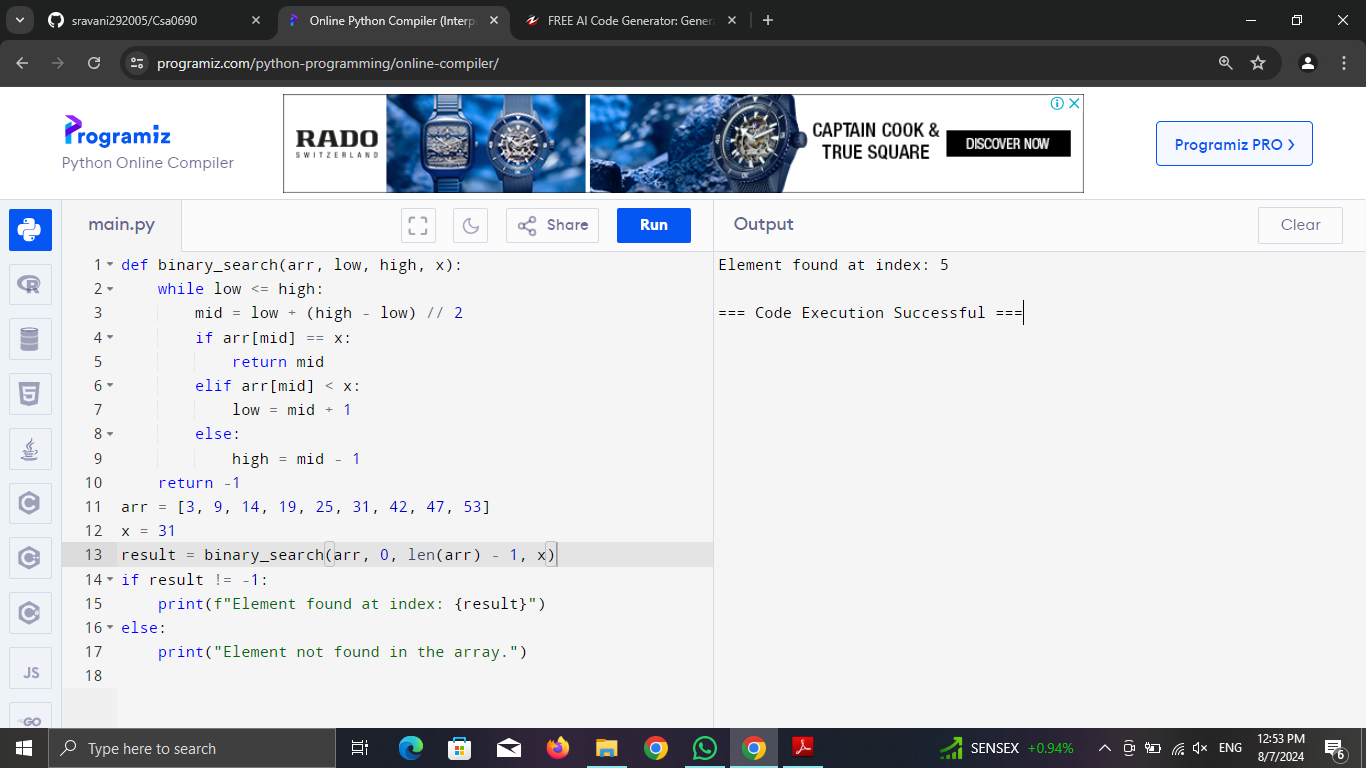 sravani292005/Csa0690
Online Python Compiler (Interp
FREE AI Code Generator: Genera
programiz.com/python-programming/online-compiler/
Programiz
Python Online Compiler
RADO
SWITZERLAND
CAPTAIN COOK &
TRUE SQUARE
DISCOVER NOW
Programiz PRO >
main.py
Share
Run
Output
Clear
1 def binary_search(arr, low, high, x):
2     while low <= high:
3         mid = low + (high - low) // 2
4         if arr[mid] == x:
5             return mid
6         elif arr[mid] < x:
7             low = mid + 1
8         else:
9             high = mid - 1
10     return -1
11 arr = [3, 9, 14, 19, 25, 31, 42, 47, 53]
12 x = 31
13 result = binary_search(arr, 0, len(arr) - 1, x)
14 if result != -1:
15     print(f"Element found at index: {result}")
16 else:
17     print("Element not found in the array.")
18
Element found at index: 5
=== Code Execution Successful ===
JS
GO
Type here to search
SENSEX +0.94%
ENG
12:53 PM
8/7/2024
6